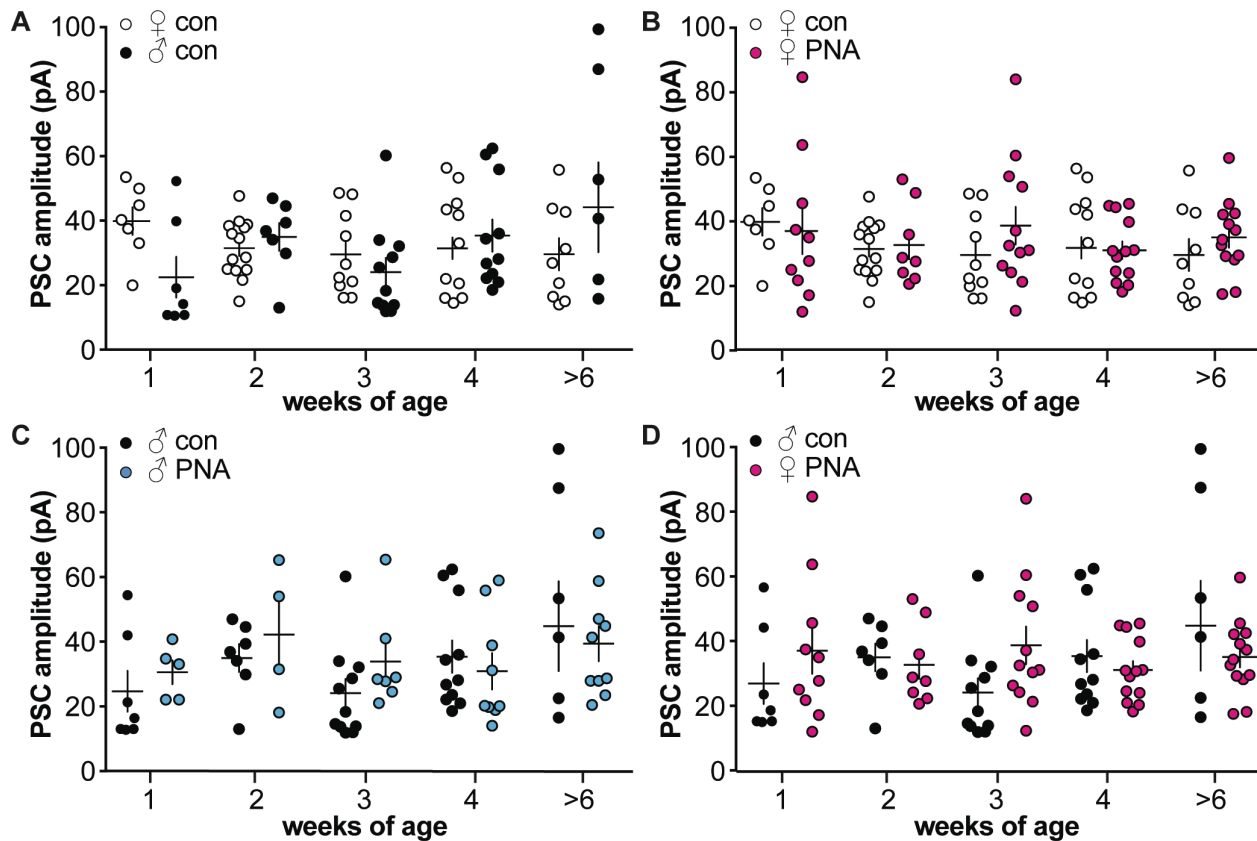 A
♀ con
♂ con
PSC amplitude (pA)
100
80
60
40
20
0
1 2 3 4 >6
weeks of age
B
♀ con
♀ PNA
PSC amplitude (pA)
100
80
60
40
20
0
1 2 3 4 >6
weeks of age
C
♂ con
♂ PNA
PSC amplitude (pA)
100
80
60
40
20
0
1 2 3 4 >6
weeks of age
D
♂ con
♀ PNA
PSC amplitude (pA)
100
80
60
40
20
0
1 2 3 4 >6
weeks of age